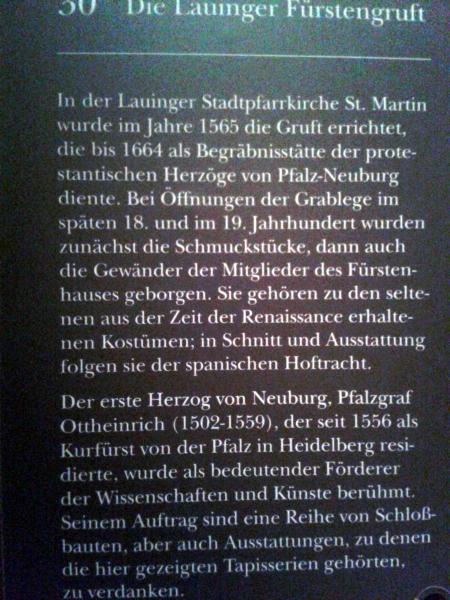 30 Die Lauinger Fürstengruft
In der Lauinger Stadtpfarrkirche St. Martin
wurde im Jahre 1565 die Gruft errichtet,
die bis 1664 als Begräbnisstätte der prote-
stantischen Herzöge von Pfalz-Neuburg
diente. Bei Öffnungen der Grablege im
späten 18. und im 19. Jahrhundert wurden
zunächst die Schmuckstücke, dann auch
die Gewänder der Mitglieder des Fürsten-
hauses geborgen. Sie gehören zu den selte-
nen aus der Zeit der Renaissance erhalte-
nen Kostümen; in Schnitt und Ausstattung
folgen sie der spanischen Hoftracht.
Der erste Herzog von Neuburg, Pfalzgraf
Ottheinrich (1502-1559), der seit 1556 als
Kurfürst von der Pfalz in Heidelberg resi-
dierte, wurde als bedeutender Förderer
der Wissenschaften und Künste berühmt.
Seinem Auftrag sind eine Reihe von Schloß-
bauten, aber auch Ausstattungen, zu denen
die hier gezeigten Tapisserien gehörten,
zu verdanken.